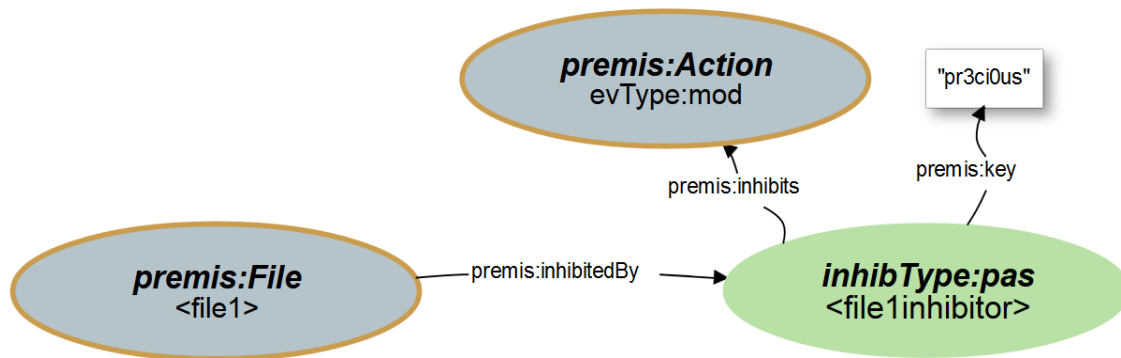 premis:Action
evType:mod
"pr3ci0us"
premis:inhibits
premis:key
premis:File
<file1>
premis:inhibitedBy
inhibType:pas
<file1inhibitor>